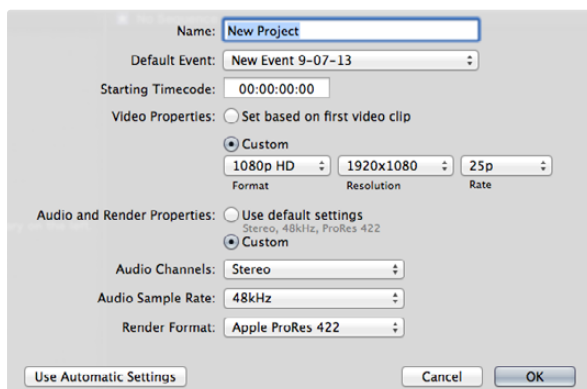 Name: New Project
Default Event: New Event 9-07-13
Starting Timecode: 00:00:00:00
Video Properties: Set based on first video clip
Custom
1080p HD 1920x1080 25p
Format Resolution Rate
Audio and Render Properties: Use default settings
Stereo, 48kHz, ProRes 422
Custom
Audio Channels: Stereo
Audio Sample Rate: 48kHz
Render Format: Apple ProRes 422
Use Automatic Settings Cancel OK